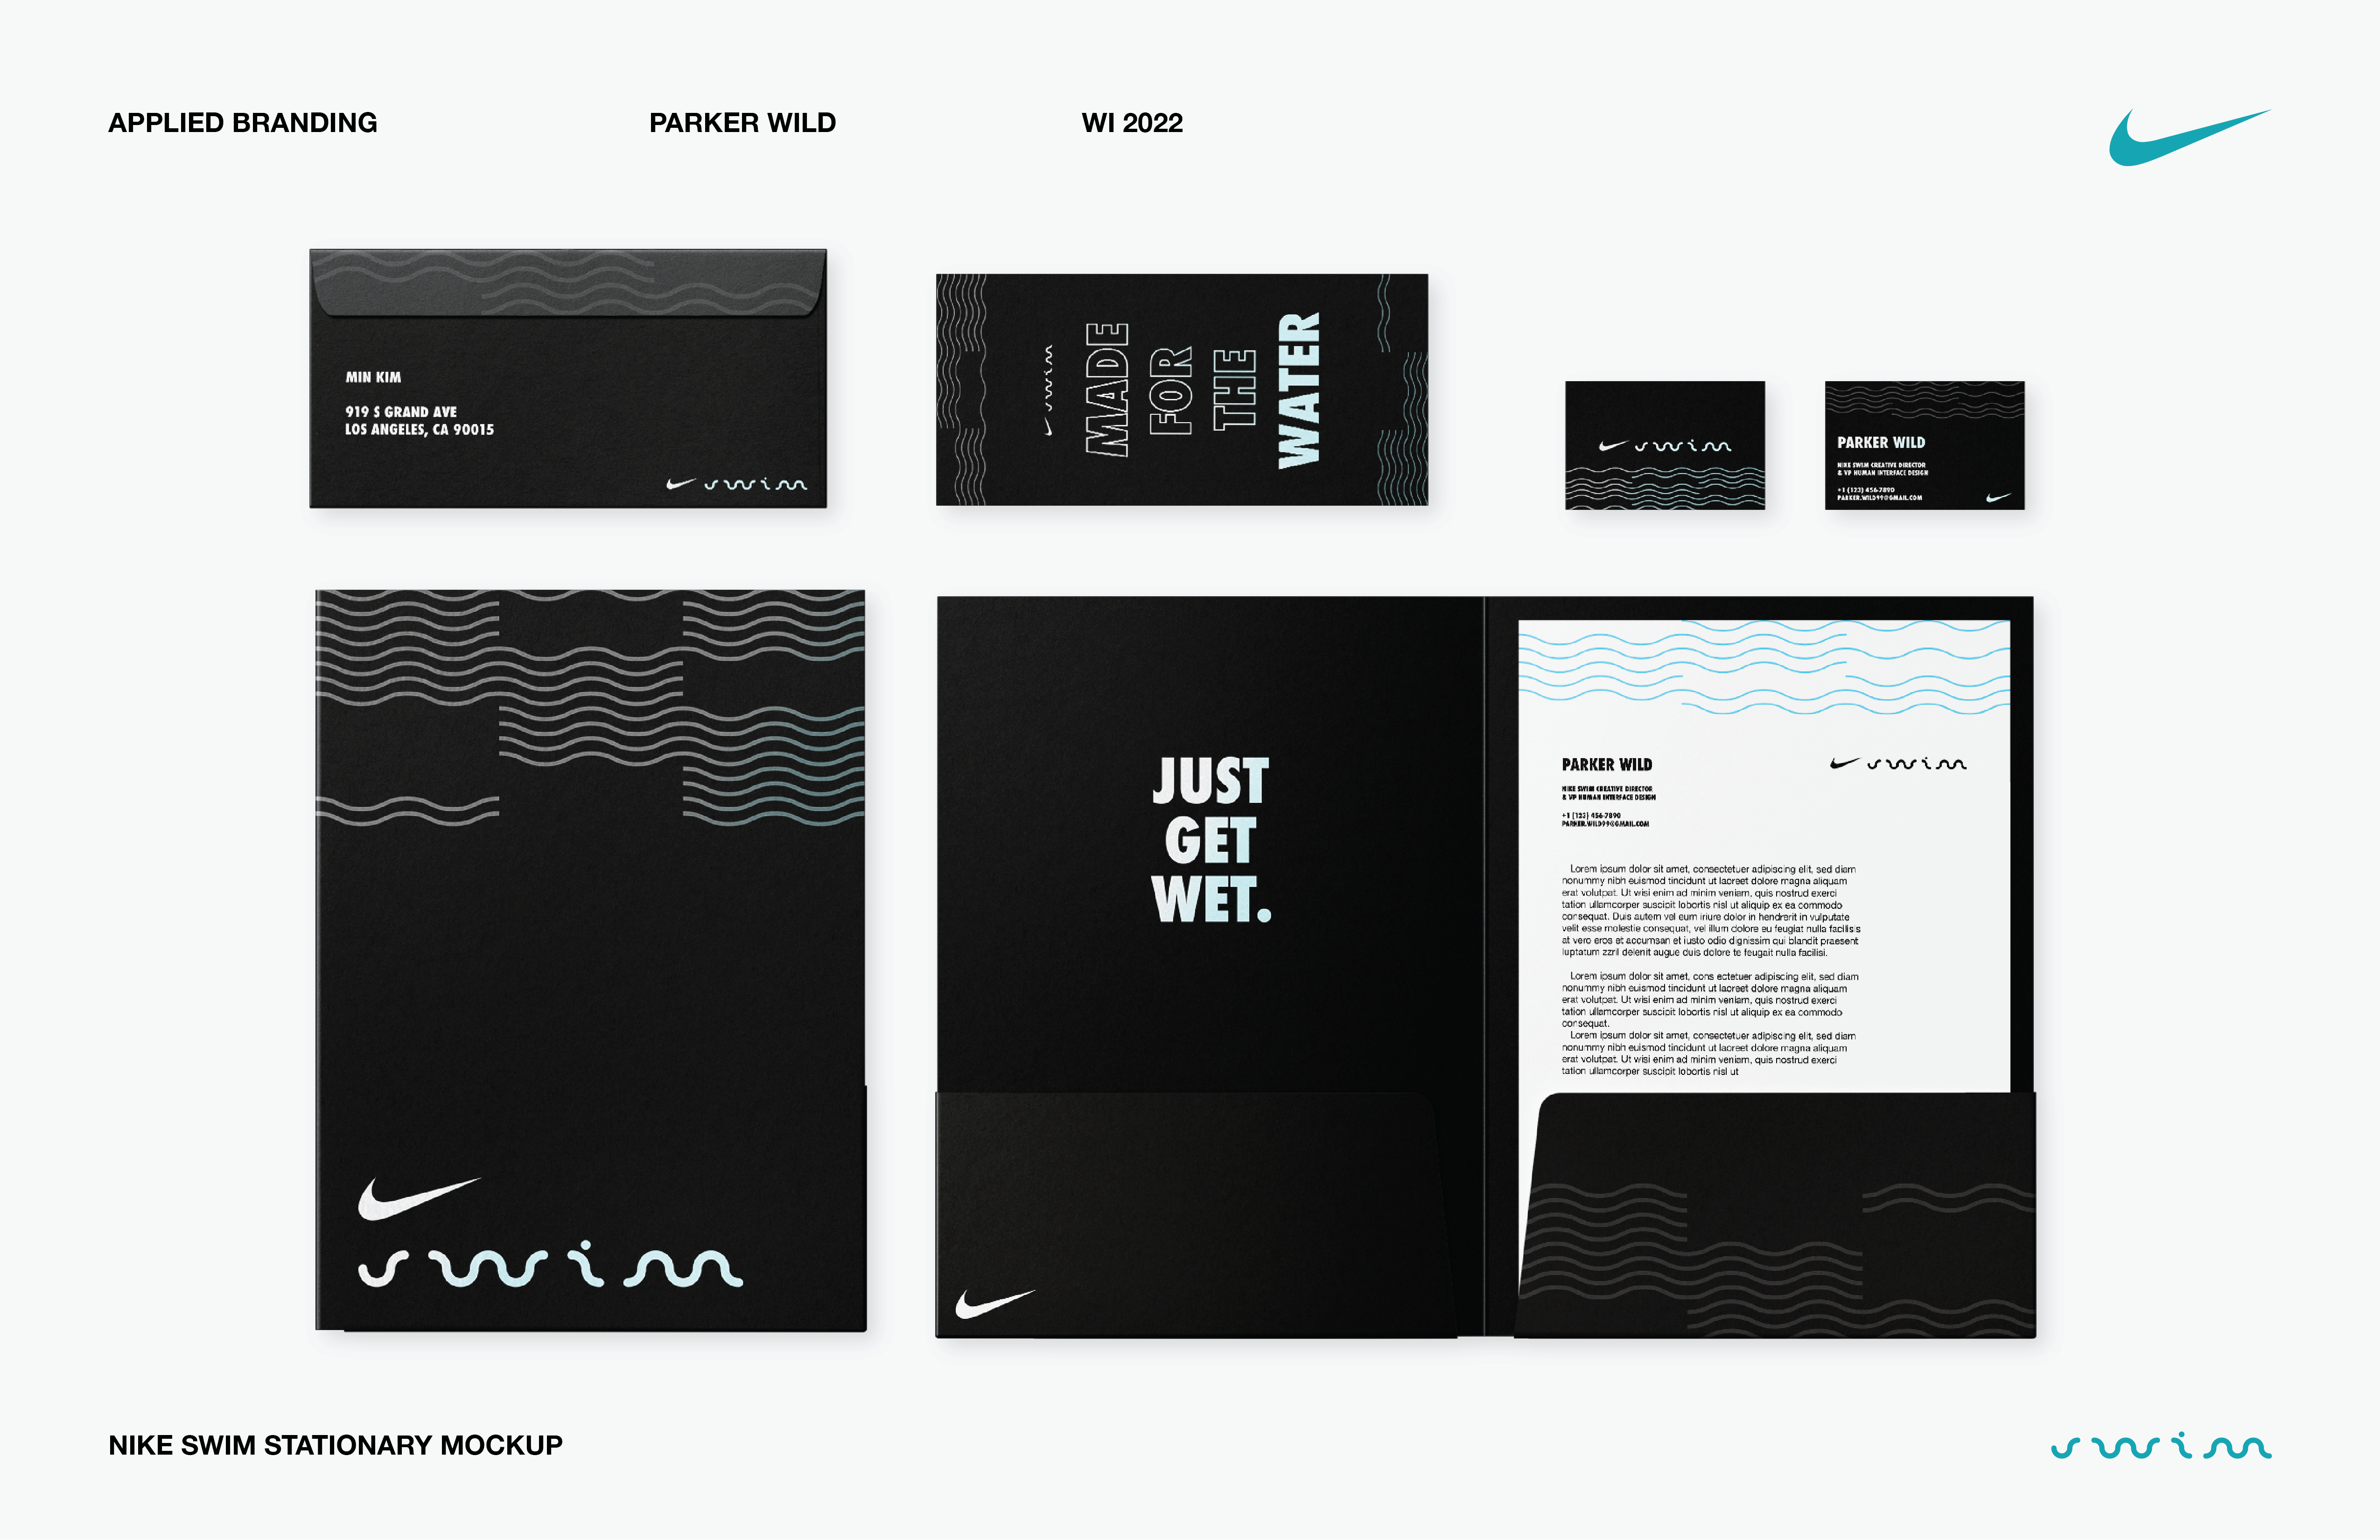 APPLIED BRANDING
PARKER WILD
WI 2022
MIN KIM
919 S GRAND AVE
LOS ANGELES, CA 90015
swim
swim
MADE
FOR
THE
WATER
swim
PARKER WILD
NIKE SWIM CREATIVE DIRECTOR
& VP HUMAN INTERFACE DESIGN
+1 (123) 456-7890
PARKER.WILD99@GMAIL.COM
swim
JUST
GET
WET.
PARKER WILD
swim
NIKE SWIM CREATIVE DIRECTOR
& VP HUMAN INTERFACE DESIGN
+1 (123) 456-7890
PARKER.WILD99@GMAIL.COM
Lorem ipsum dolor sit amet, consectetuer adipiscing elit, sed diam
nonummy nibh euismod tincidunt ut laoreet dolore magna aliquam
erat volutpat. Ut wisi enim ad minim veniam, quis nostrud exerci
tation ullamcorper suscipit lobortis nisl ut aliquip ex ea commodo
consequat. Duis autem vel eum iriure dolor in hendrerit in vulputate
velit esse molestie consequat, vel illum dolore eu feugiat nulla facilisis
at vero eros et accumsan et iusto odio dignissim qui blandit praesent
luptatum zzril delenit augue duis dolore te feugait nulla facilisi.
Lorem ipsum dolor sit amet, cons ectetuer adipiscing elit, sed diam
nonummy nibh euismod tincidunt ut laoreet dolore magna aliquam
erat volutpat. Ut wisi enim ad minim veniam, quis nostrud exerci
tation ullamcorper suscipit lobortis nisl ut aliquip ex ea commodo
consequat.
Lorem ipsum dolor sit amet, consectetuer adipiscing elit, sed diam
nonummy nibh euismod tincidunt ut laoreet dolore magna aliquam
erat volutpat. Ut wisi enim ad minim veniam, quis nostrud exerci
tation ullamcorper suscipit lobortis nisl ut
NIKE SWIM STATIONARY MOCKUP
swim